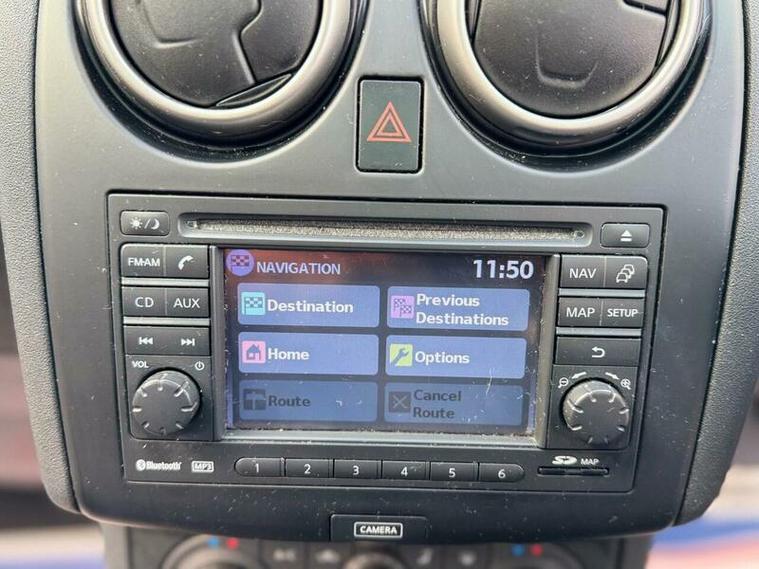 FM·AM
CD AUX
VOL
NAVIGATION 11:50
Destination
Previous
Destinations
Home
Options
Route
Cancel
Route
NAV
MAP SETUP
Bluetooth MP3
1 2 3 4 5 6
SD MAP
CAMERA